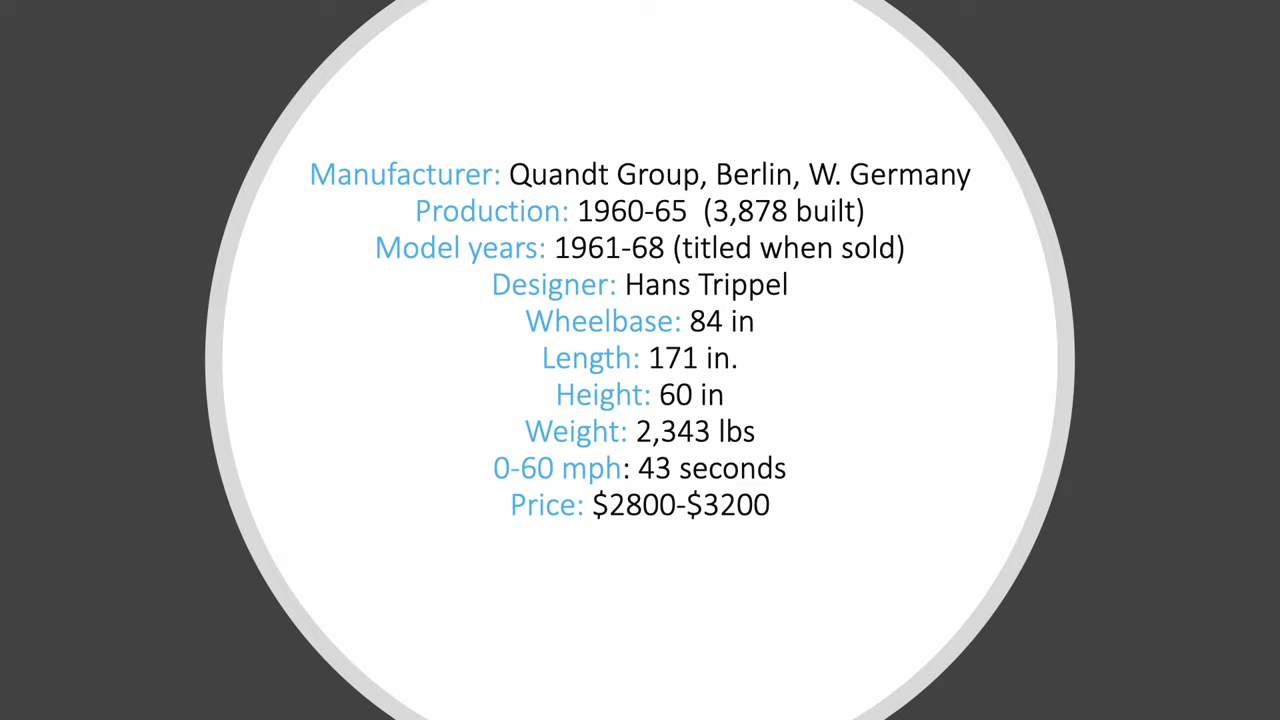 Manufacturer: Quandt Group, Berlin, W. Germany
Production: 1960-65  (3,878 built)
Model years: 1961-68 (titled when sold)
Designer: Hans Trippel
Wheelbase: 84 in
Length: 171 in.
Height: 60 in
Weight: 2,343 lbs
0-60 mph: 43 seconds
Price: $2800-$3200